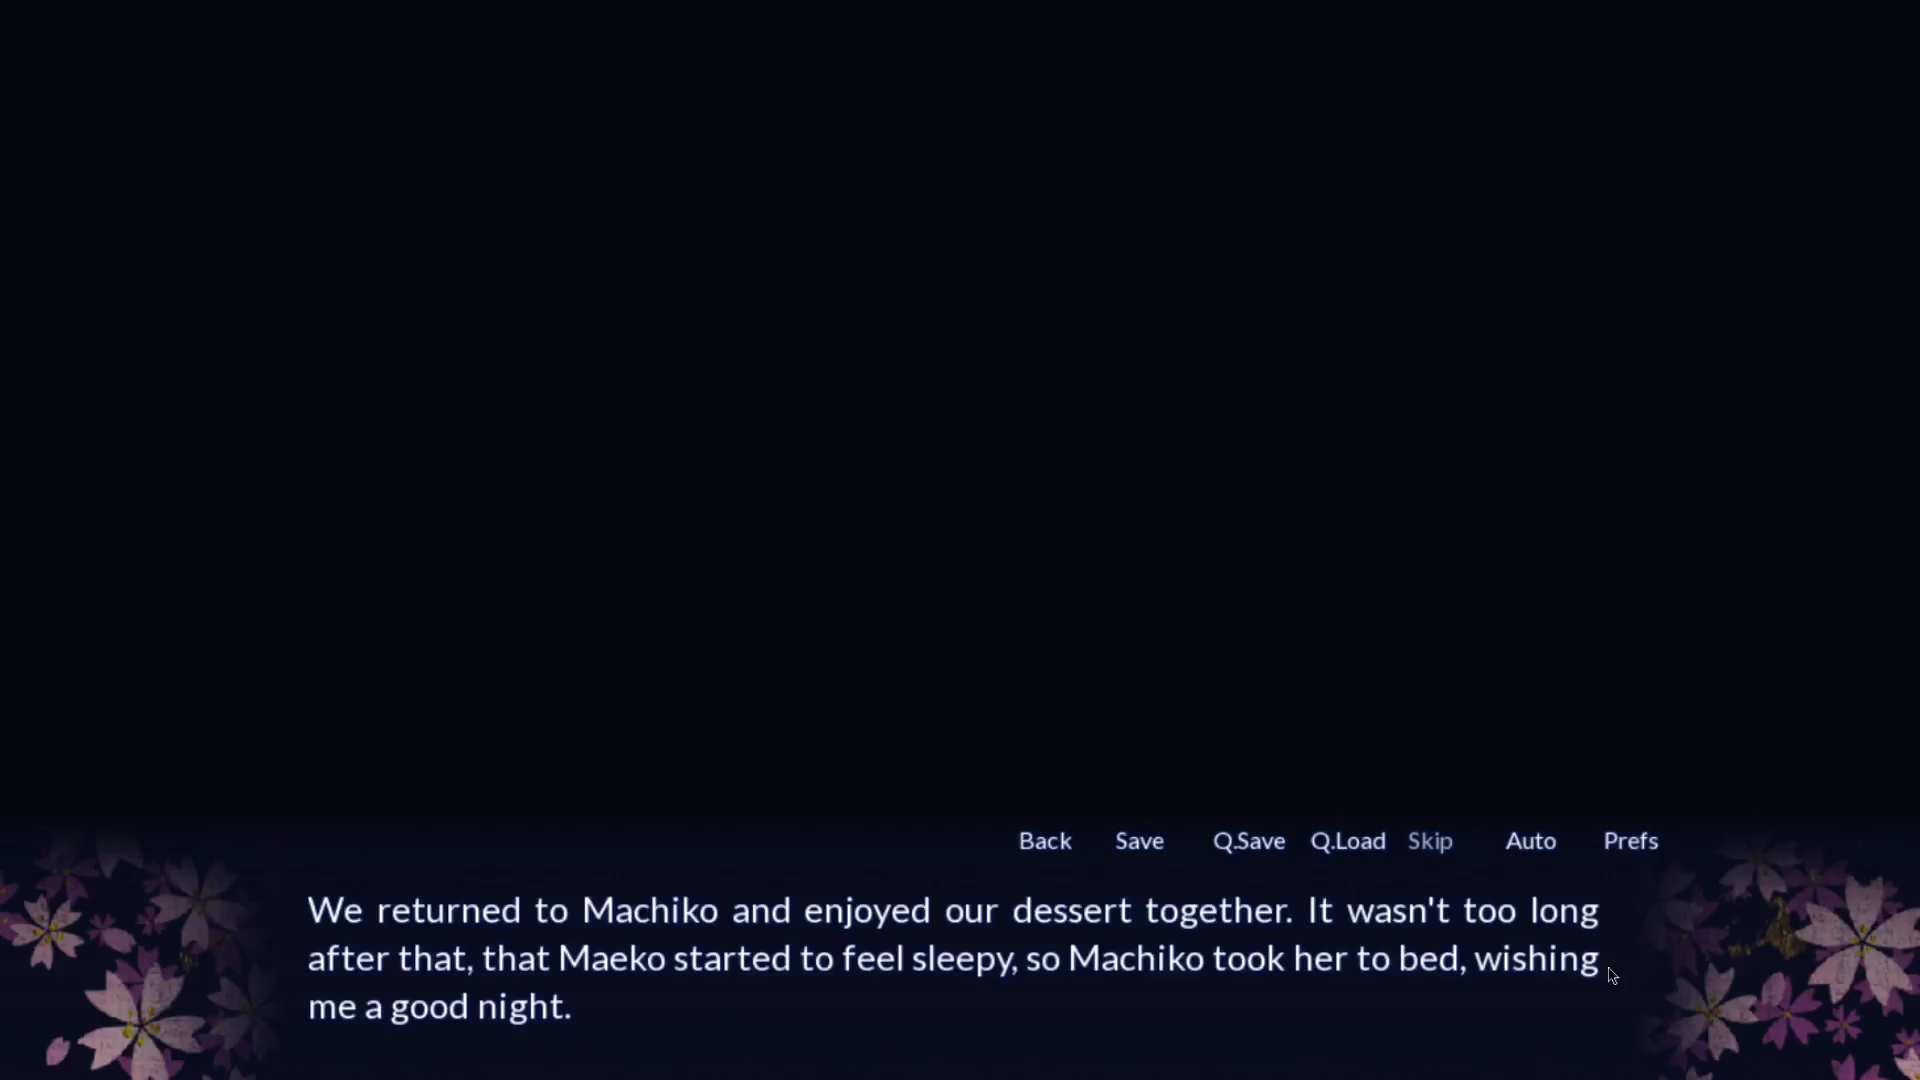 Back Save Q.Save Q.Load Skip Auto Prefs
We returned to Machiko and enjoyed our dessert together. It wasn't too long
after that, that Maeko started to feel sleepy, so Machiko took her to bed, wishing
me a good night.